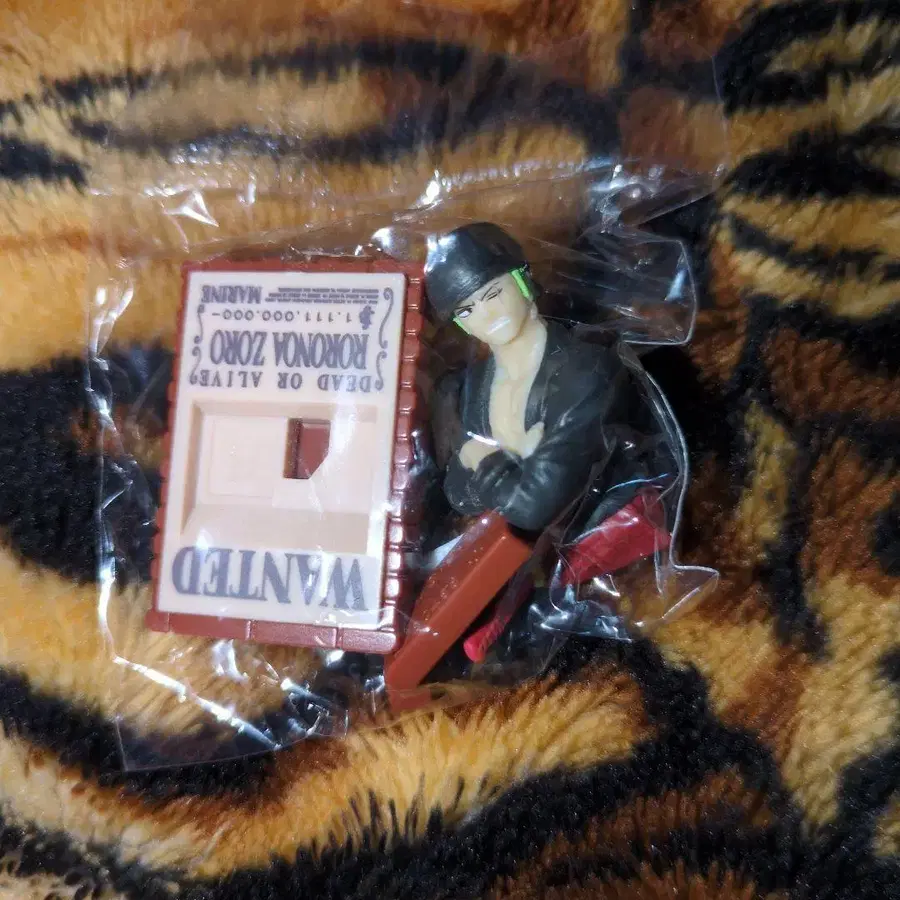 WANTED
DEAD OR ALIVE
RORONOA ZORO
1.111.000.000-
MARINE